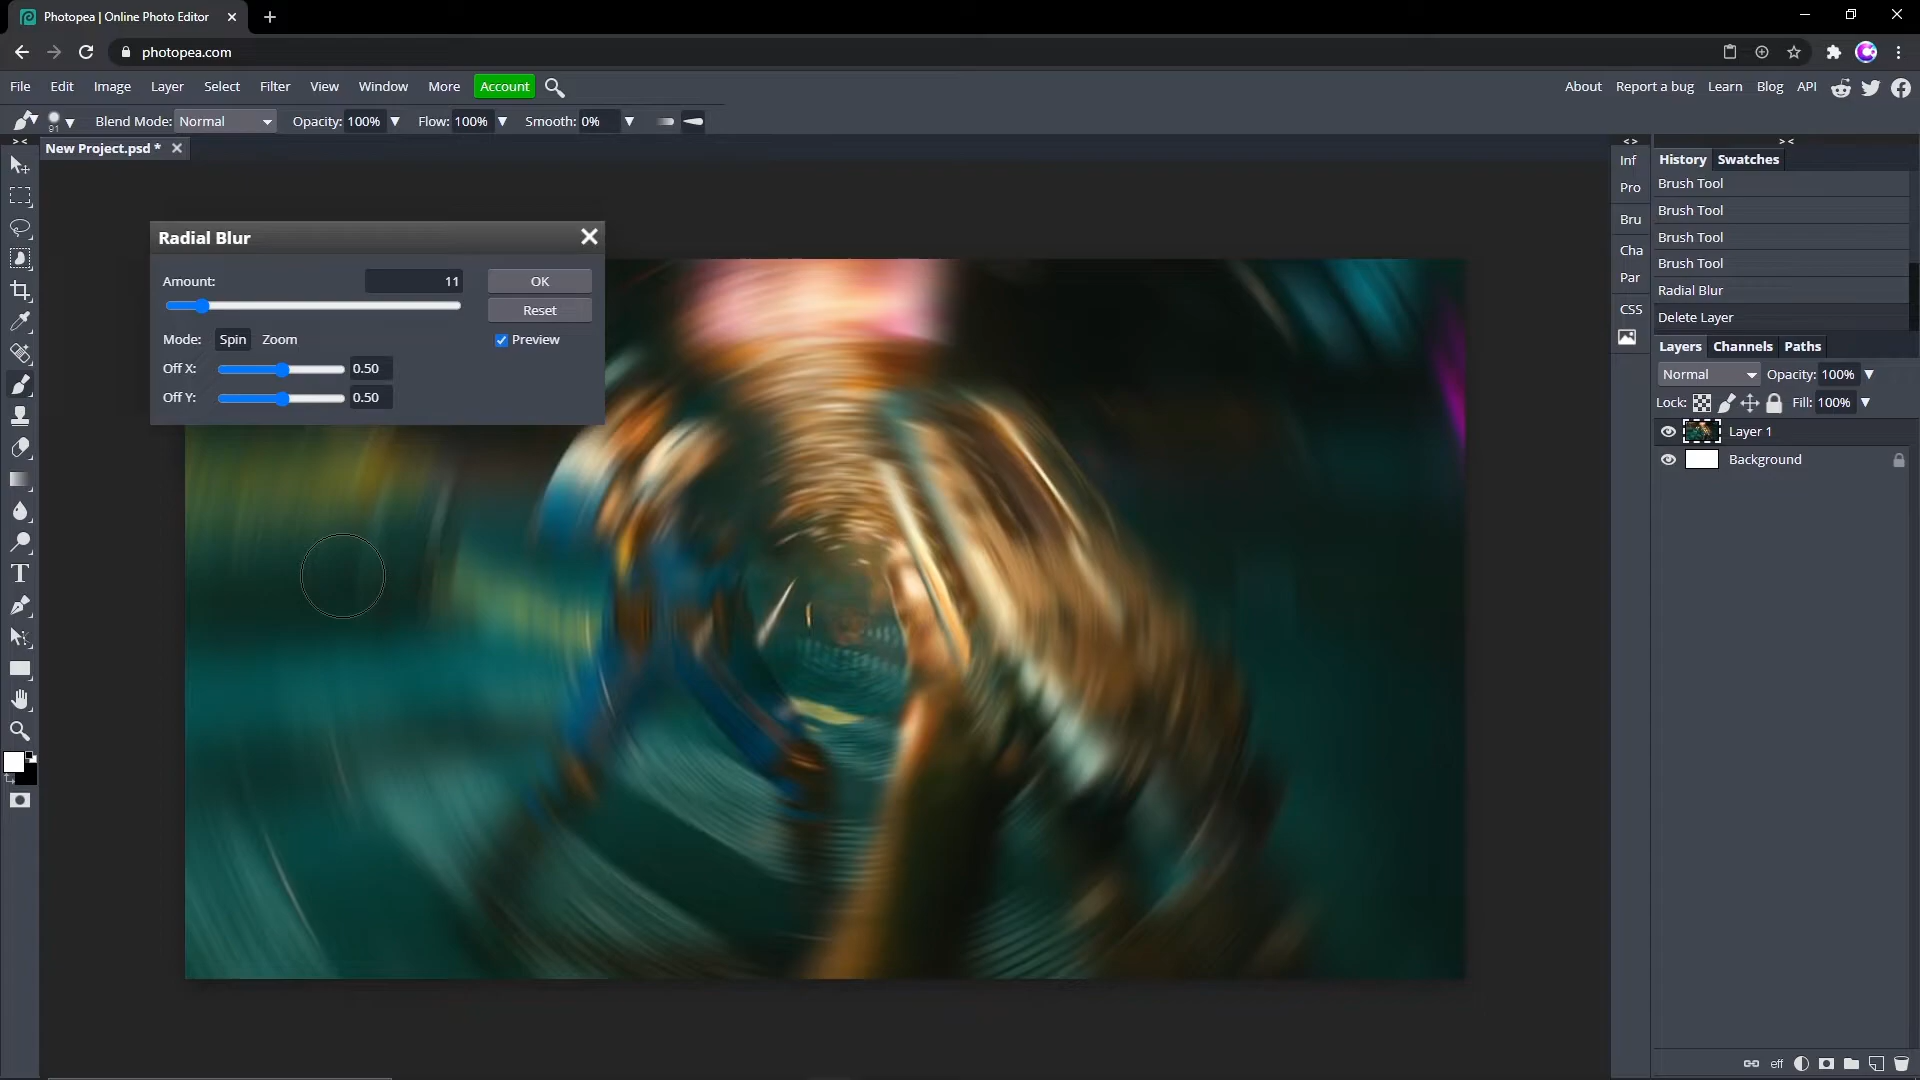 Photopea | Online Photo Editor
photopea.com
File Edit Image Layer Select Filter View Window More Account
About Report a bug Learn Blog API
91 Blend Mode: Normal Opacity: 100% Flow: 100% Smooth: 0%
New Project.psd *
Radial Blur
Amount: 11 OK
Reset
Mode: Spin Zoom Preview
Off X: 0.50
Off Y: 0.50
Inf
Pro
Bru
Cha
Par
CSS
History Swatches
Brush Tool
Brush Tool
Brush Tool
Brush Tool
Radial Blur
Delete Layer
Layers Channels Paths
Normal Opacity: 100%
Lock: Fill: 100%
Layer 1
Background
eff